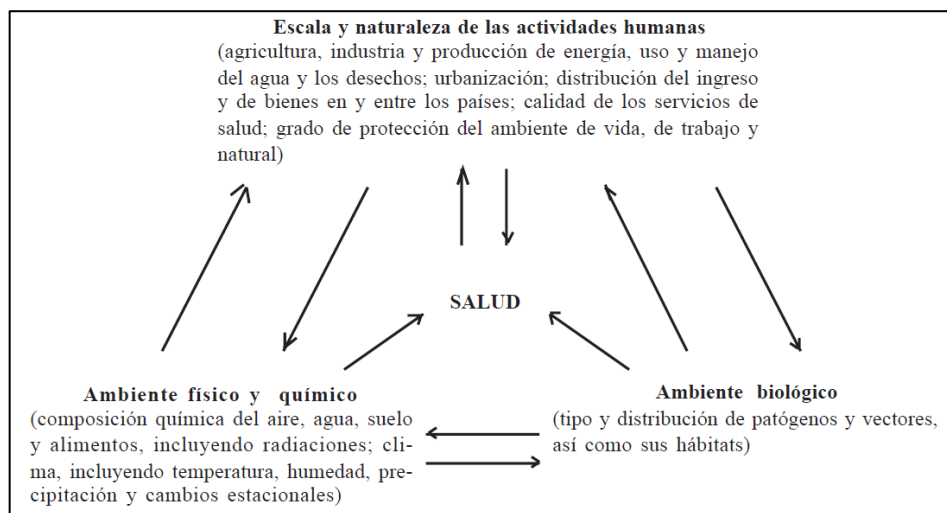 Escala y naturaleza de las actividades humanas
(agricultura, industria y producción de energía, uso y manejo
del agua y los desechos; urbanización; distribución del ingreso
y de bienes en y entre los países; calidad de los servicios de
salud; grado de protección del ambiente de vida, de trabajo y
natural)
SALUD
Ambiente físico y químico
(composición química del aire, agua, suelo
y alimentos, incluyendo radiaciones; cli-
ma, incluyendo temperatura, humedad, pre-
cipitación y cambios estacionales)
Ambiente biológico
(tipo y distribución de patógenos y vectores,
así como sus hábitats)